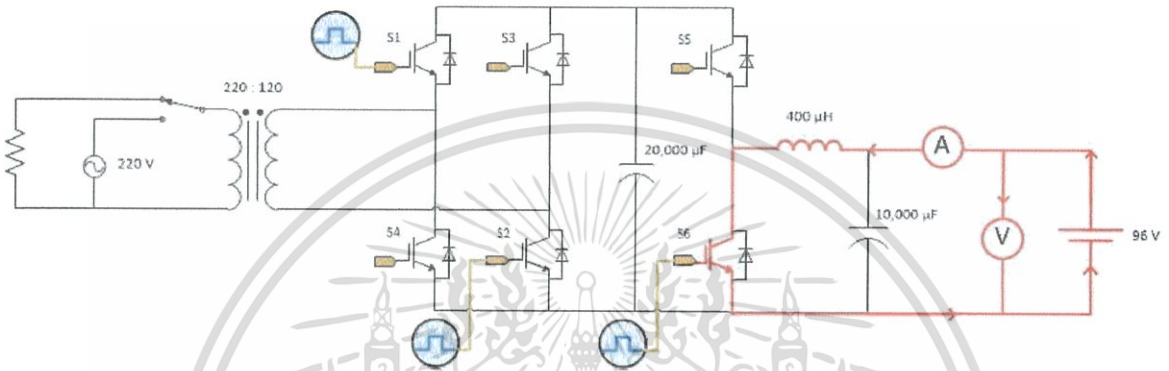 S1
S3
S5
220 : 120
400 µH
A
220 V
20,000 µF
10,000 µF
V
96 V
S4
S2
S6